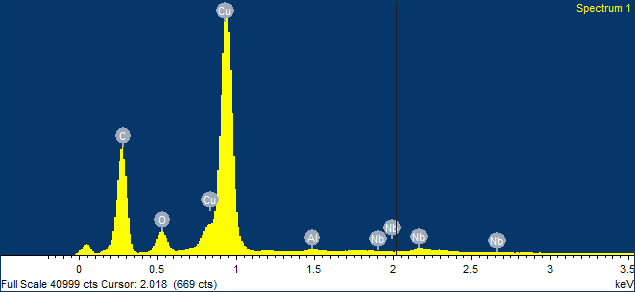 Spectrum 1
Cu
C
Cu
O
Al
Nb
Nb
Nb
Nb
0 0.5 1 1.5 2 2.5 3 3.5
Full Scale 40999 cts Cursor: 2.018 (669 cts) keV